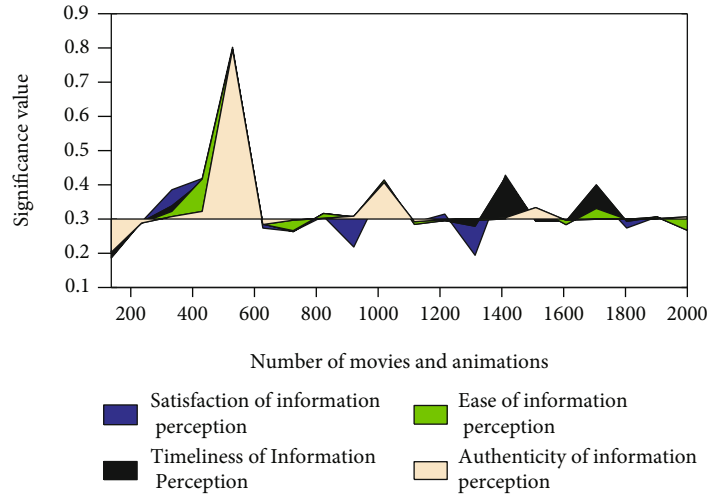 0.9
0.8
0.7
0.6
0.5
0.4
0.3
0.2
0.1
Significance value
200 400 600 800 1000 1200 1400 1600 1800 2000
Number of movies and animations
Satisfaction of information
perception
Timeliness of Information
Perception
Ease of information
perception
Authenticity of information
perception